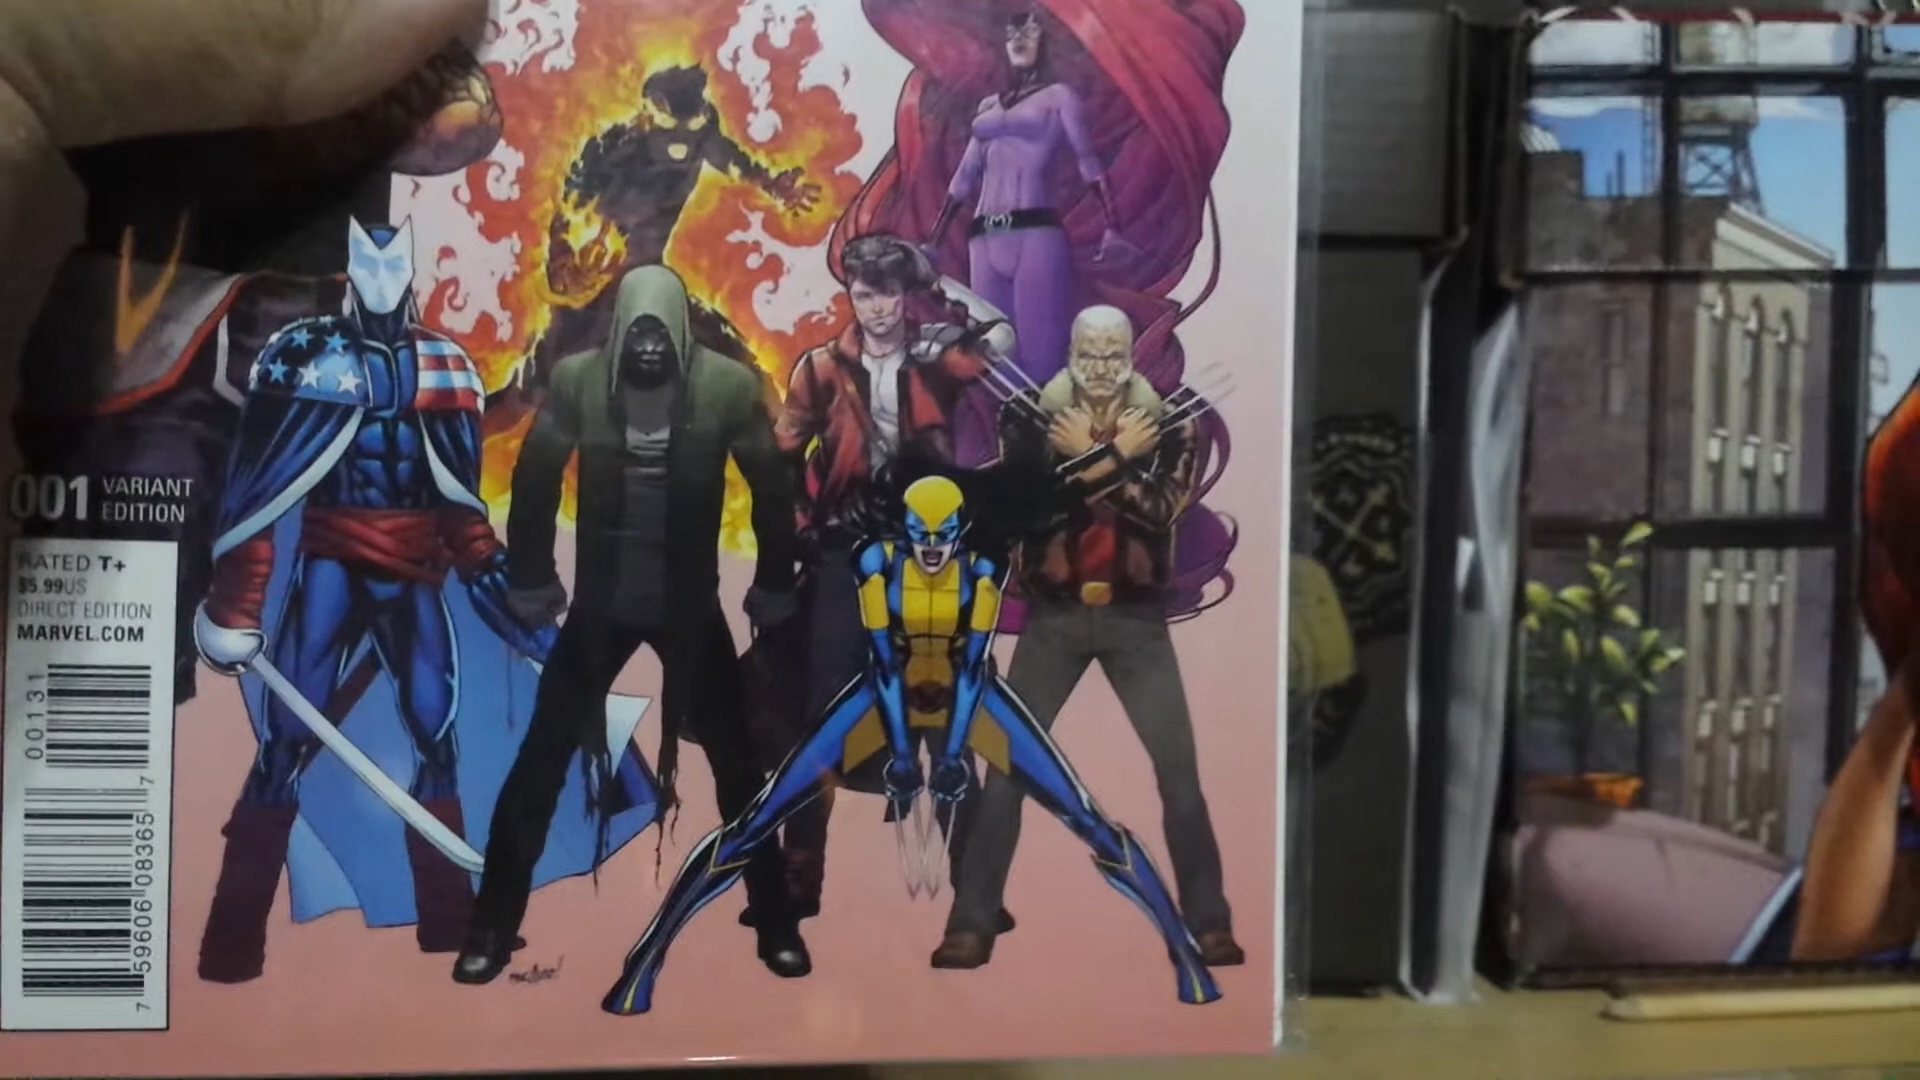 001 VARIANT
EDITION
RATED T+
$5.99US
DIRECT EDITION
MARVEL.COM
00131
7 59606 08365 7